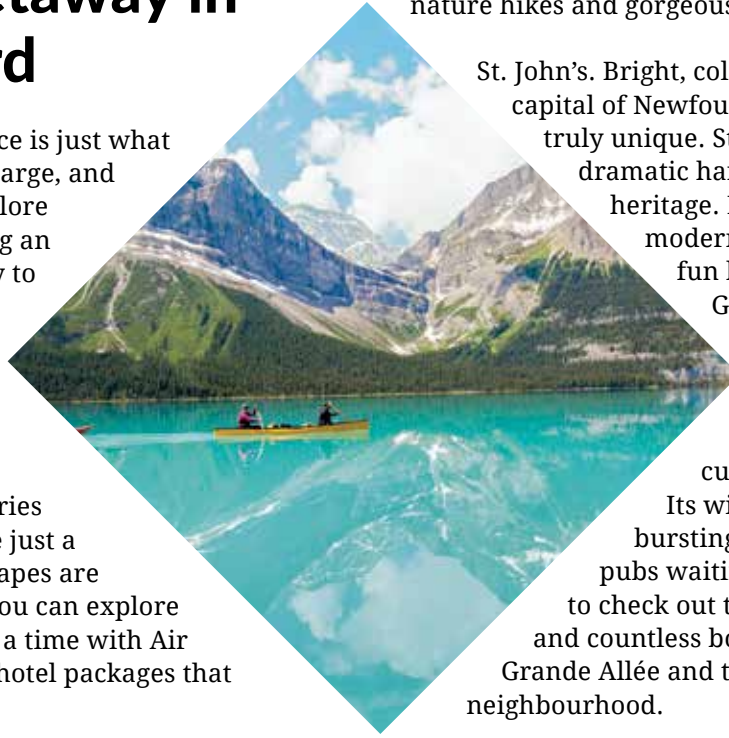 taway in
rd
ce is just what
arge, and
lore
g an
y to
ries
e just a
apes are
ou can explore
a time with Air
hotel packages that
nature hikes and gorgeous
St. John’s. Bright, col
capital of Newfou
truly unique. St
dramatic har
heritage.
modern
fun
G
cu
Its wi
bursting
pubs waiti
to check out t
and countless bo
Grande Allée and t
neighbourhood.